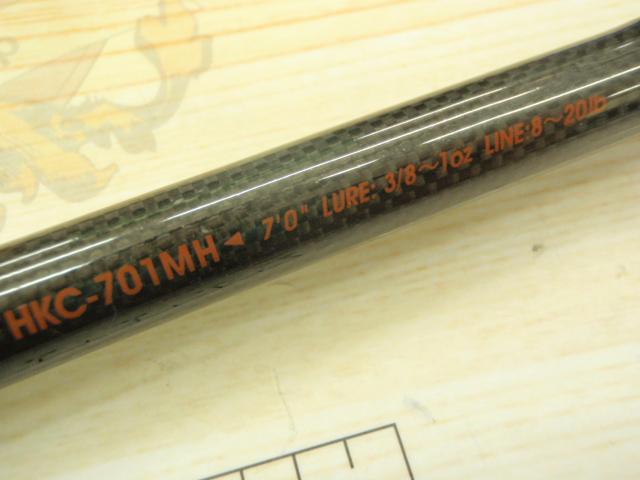 HKC-701MH◄ 7'0" LURE: 3/8～1oz LINE:8～20lb